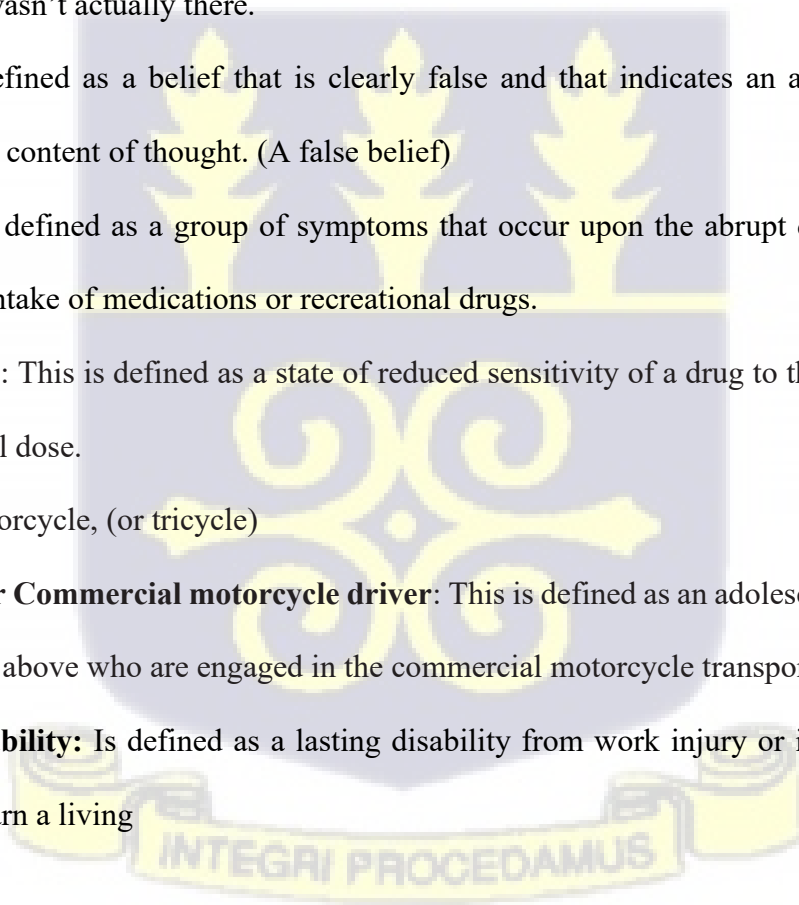 wasn't actually there.
efined as a belief that is clearly false and that indicates an a
content of thought. (A false belief)
defined as a group of symptoms that occur upon the abrupt
ntake of medications or recreational drugs.
: This is defined as a state of reduced sensitivity of a drug to th
l dose.
orcycle, (or tricycle)
r Commercial motorcycle driver: This is defined as an adoles
above who are engaged in the commercial motorcycle transpo
bility: Is defined as a lasting disability from work injury or i
urn a living
INTEGRI PROCEDAMUS